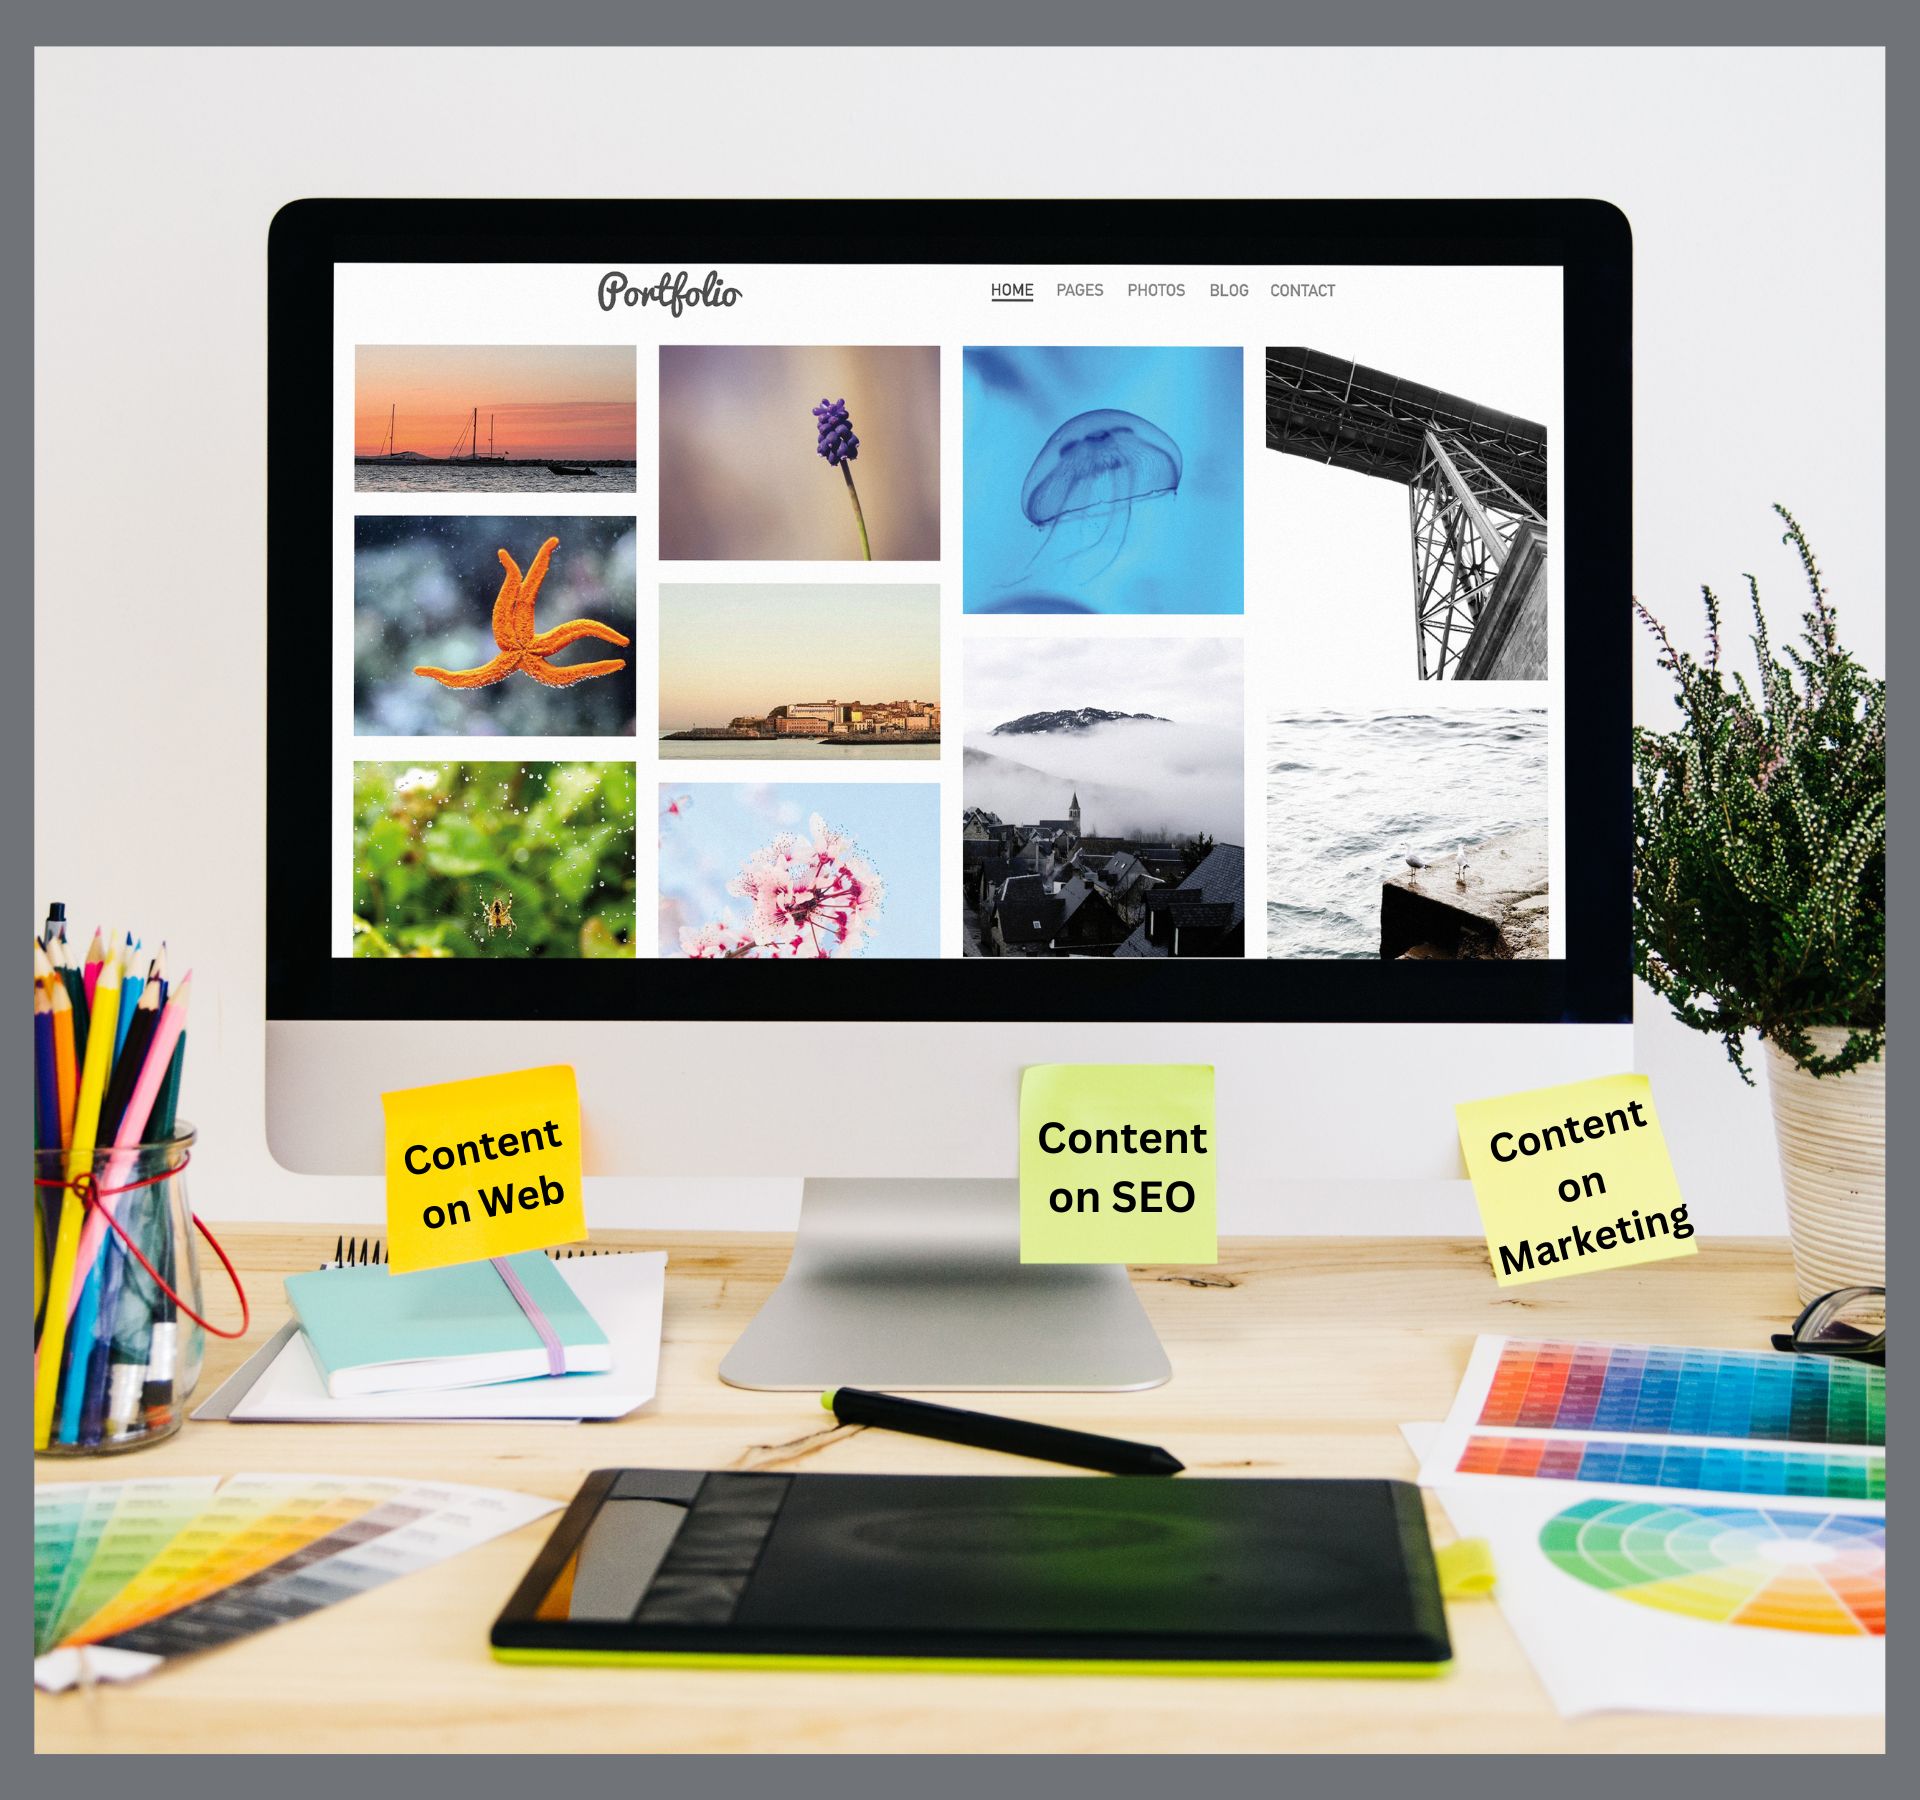 Portfolio
HOME PAGES PHOTOS BLOG CONTACT
Content
on Web
Content
on SEO
Content
on
Marketing